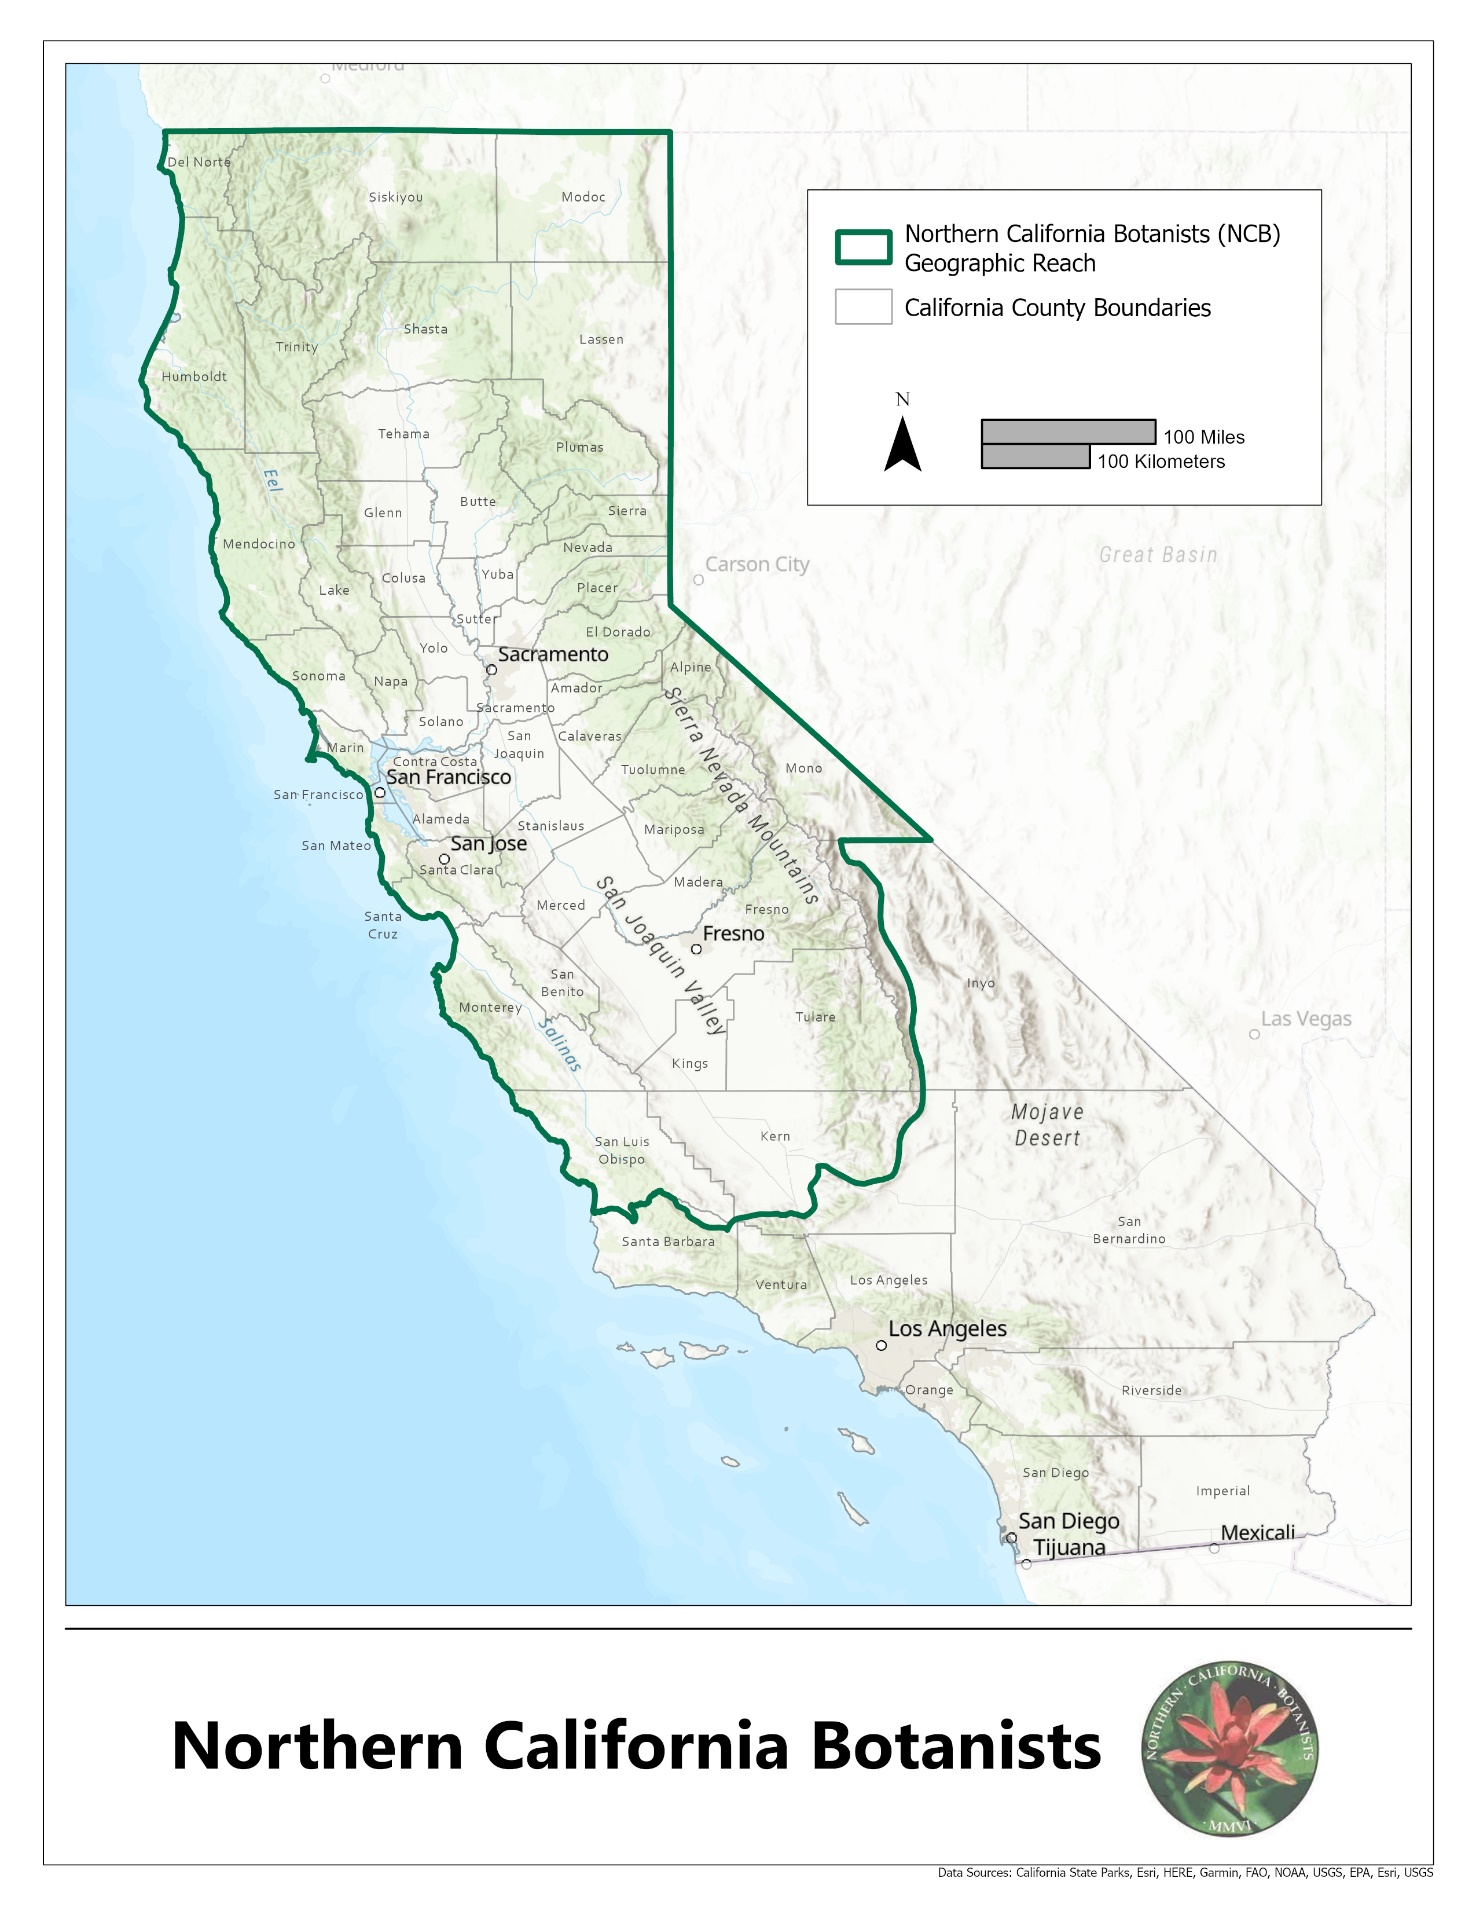 Medford
Del Norte
Siskiyou
Modoc
Northern California Botanists (NCB)
Geographic Reach
California County Boundaries
N
100 Miles
100 Kilometers
Shasta
Trinity
Lassen
Humboldt
Tehama
Plumas
Eel
Butte
Glenn
Sierra
Mendocino
Nevada
Great Basin
Carson City
Colusa
Yuba
Placer
Lake
Sutter
El Dorado
Yolo
Sacramento
Alpine
Sonoma
Napa
Amador
Sacramento
Solano
San
Joaquin
Calaveras
Marin
Contra Costa
Tuolumne
Mono
Sierra Nevada Mountains
San Francisco
San Francisco
Alameda
Stanislaus
Mariposa
San Mateo
San Jose
Santa Clara
Madera
Merced
Fresno
Santa
Cruz
Fresno
San Joaquin Valley
San
Benito
Inyo
Monterey
Tulare
Las Vegas
Salinas
Kings
Mojave
Desert
Kern
San Luis
Obispo
San
Bernardino
Santa Barbara
Ventura
Los Angeles
Los Angeles
Orange
Riverside
San Diego
Imperial
San Diego
Mexicali
Tijuana
Northern California Botanists
NORTHERN · CALIFORNIA · BOTANISTS
· MMVI ·
Data Sources: California State Parks, Esri, HERE, Garmin, FAO, NOAA, USGS, EPA, Esri, USGS